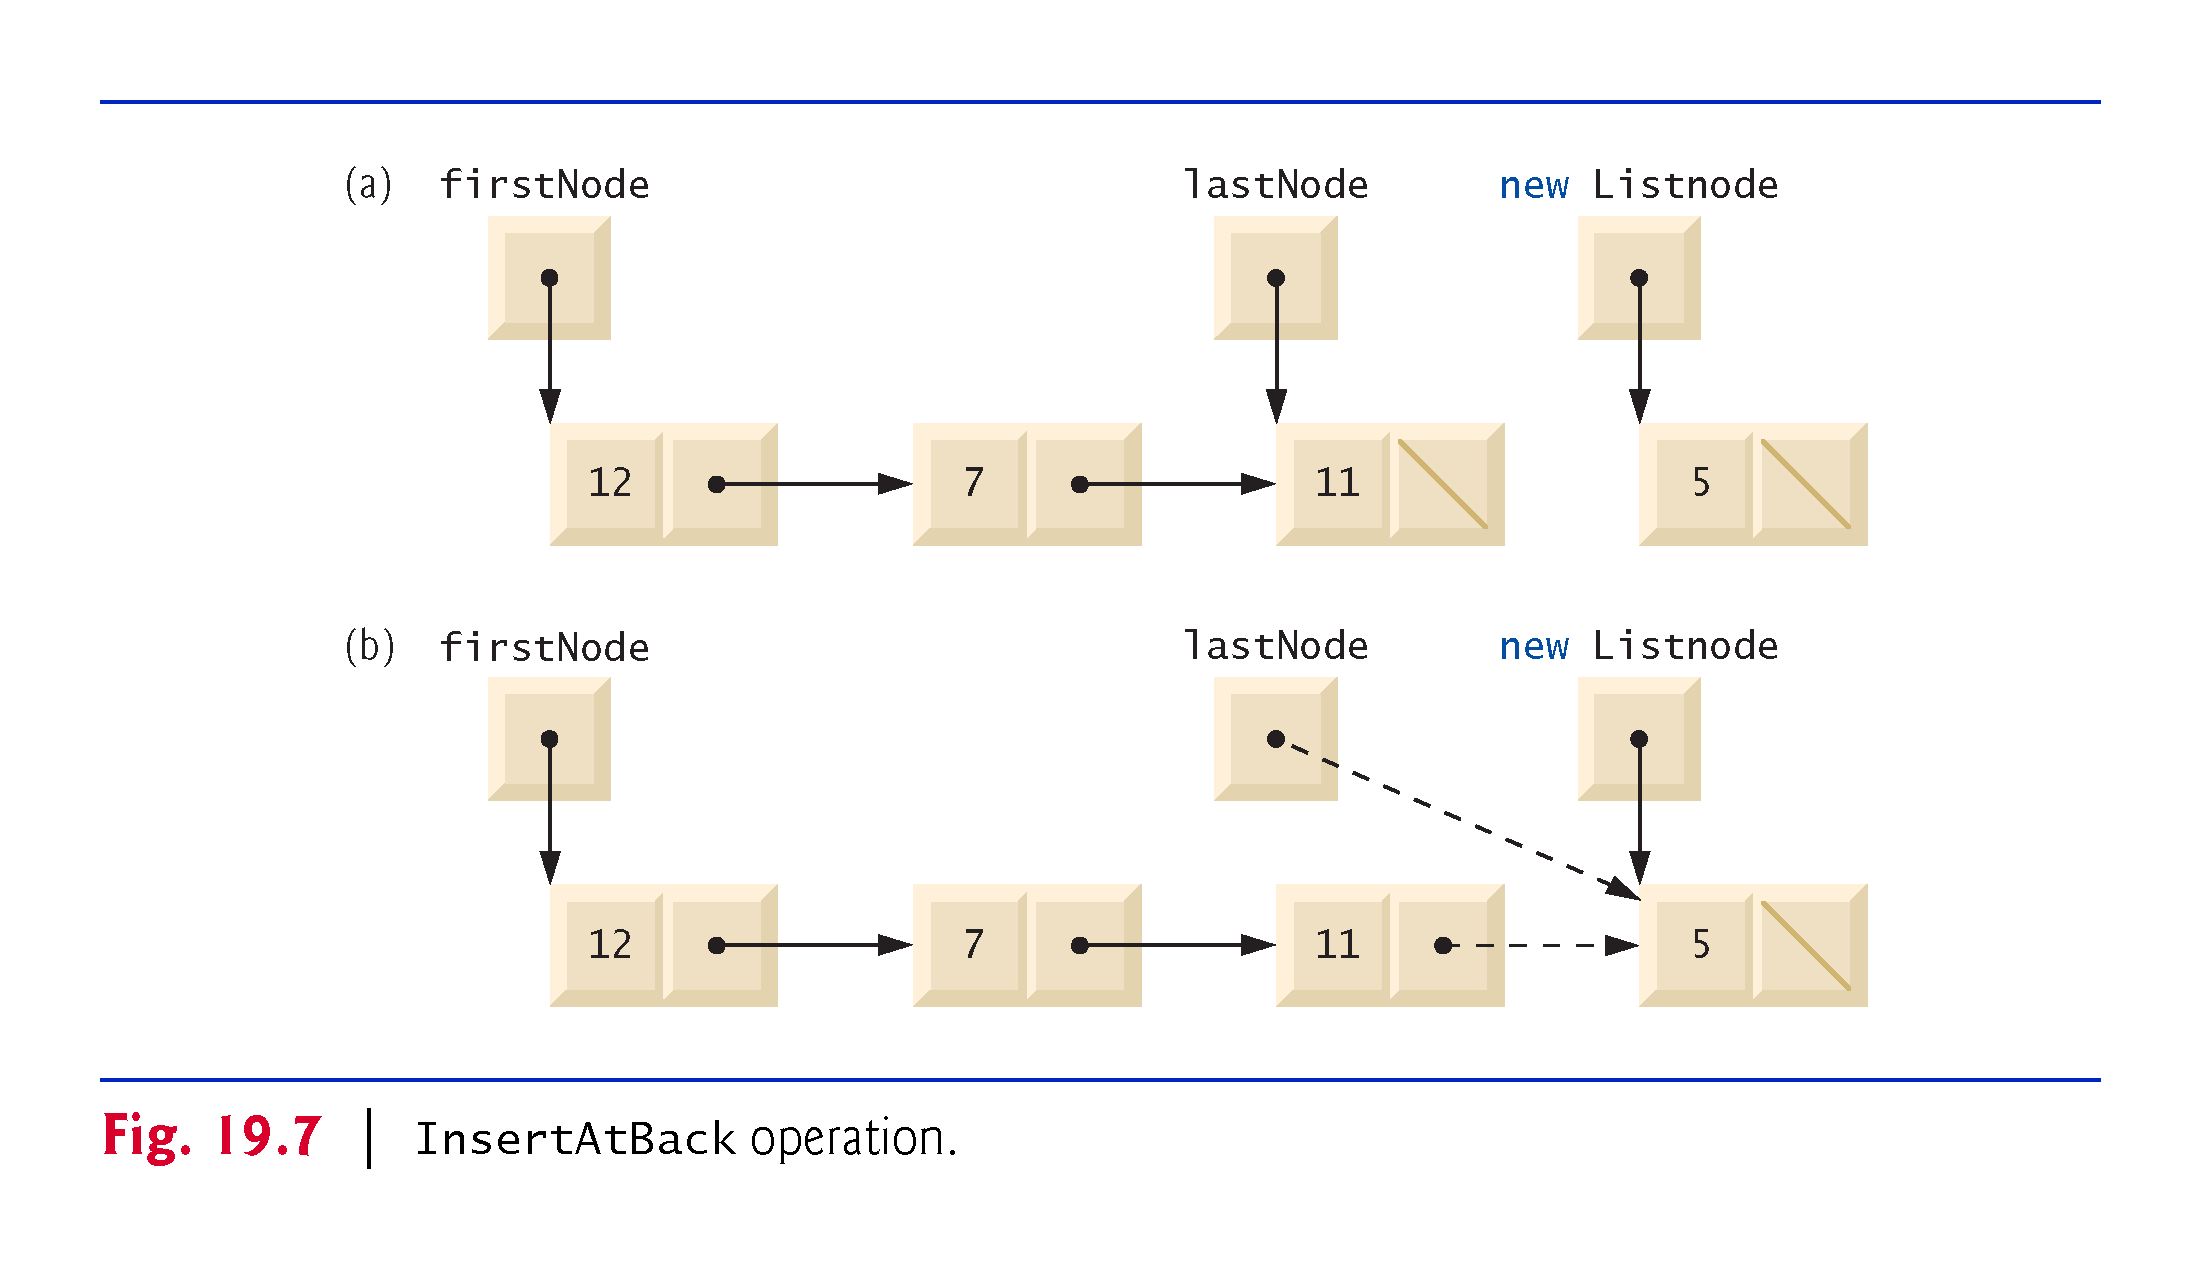 (a) firstNode lastNode new Listnode
12 7 11 5
(b) firstNode lastNode new Listnode
12 7 11 5
Fig. 19.7 | InsertAtBack operation.